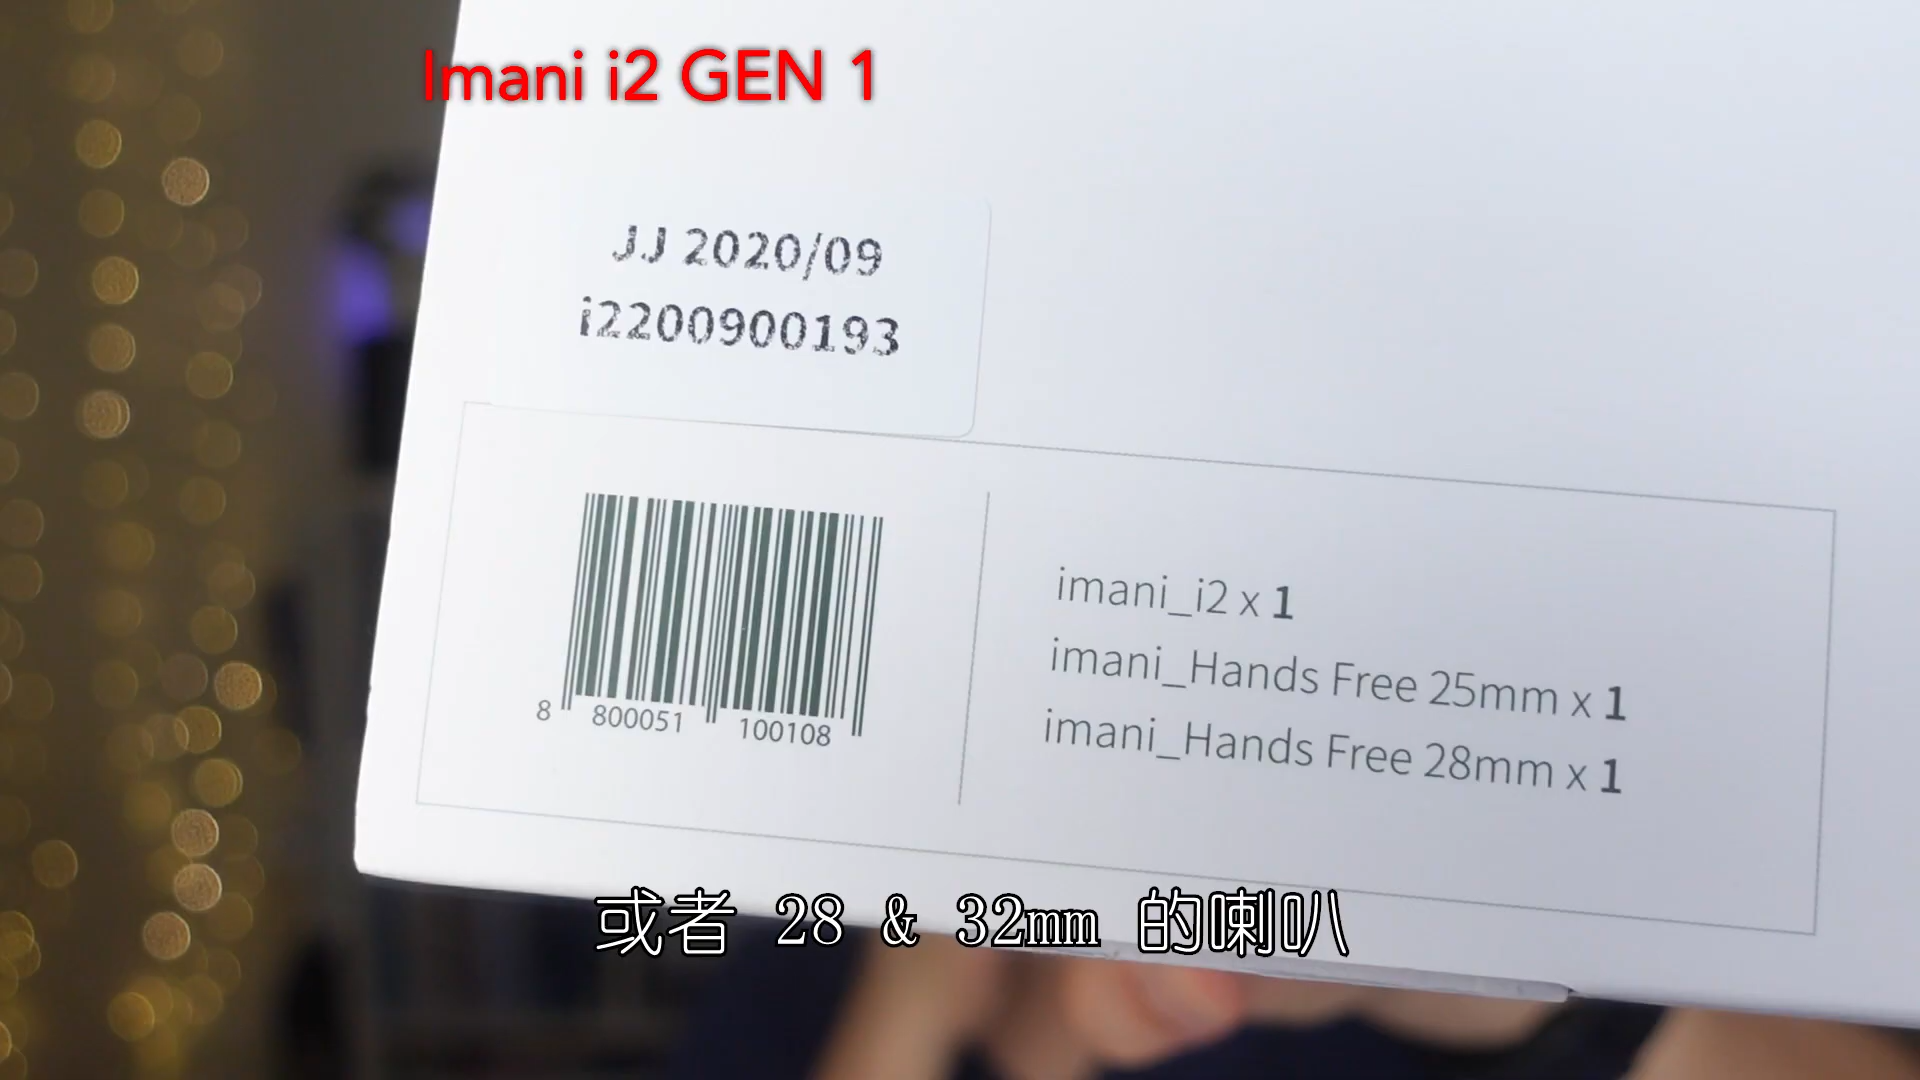 Imani i2 GEN 1
JJ 2020/09
i2200900193
8 800051 100108
imani_i2 x 1
imani_Hands Free 25mm x 1
imani_Hands Free 28mm x 1
或者 28 & 32mm 的喇叭